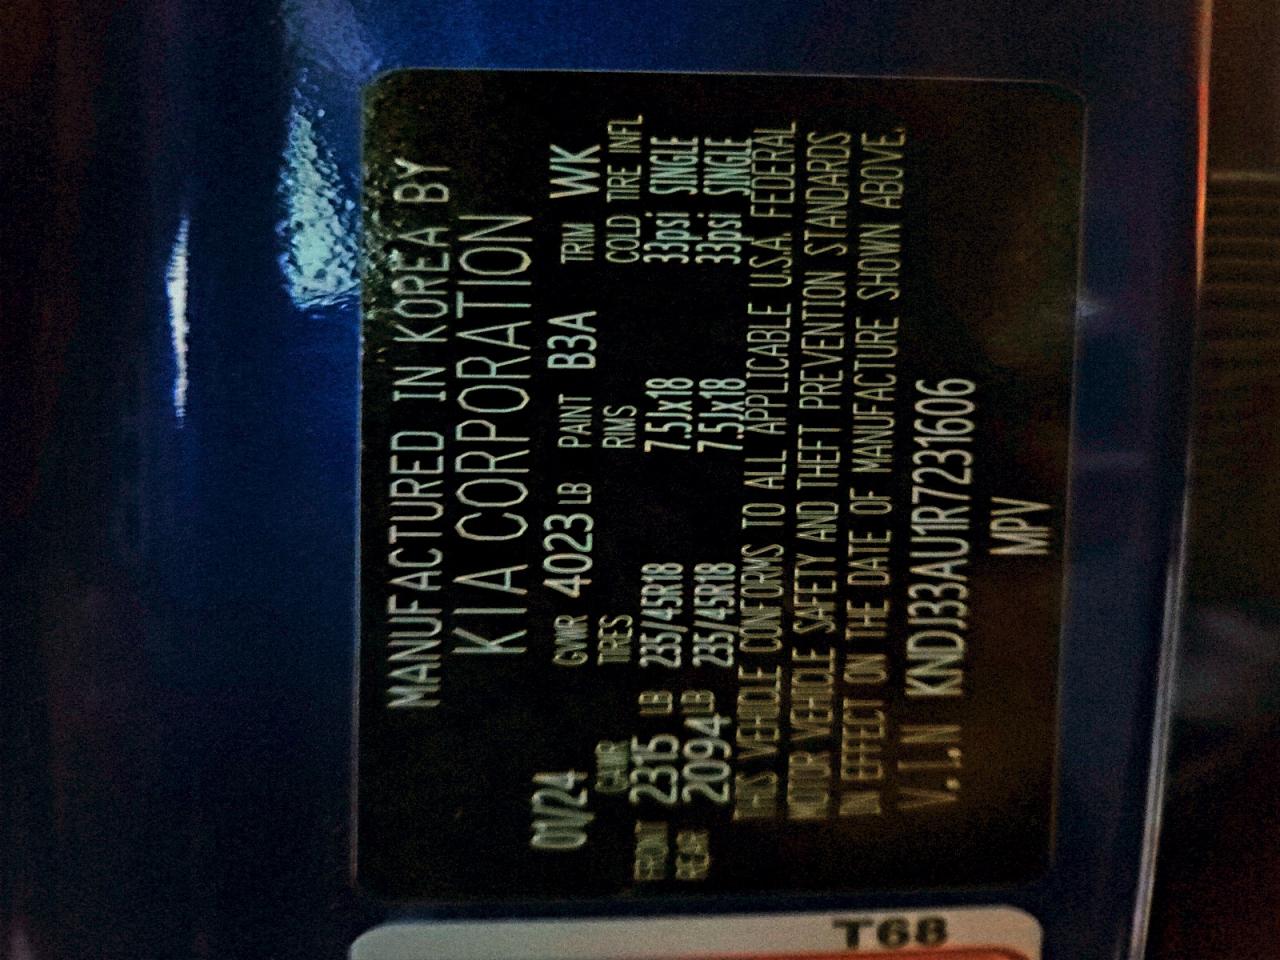 MANUFACTURED IN KOREA BY
KIA CORPORATION
01/24 GVWR 4023 LB PAINT B3A TRIM WK
GAWR TIRES RIMS COLD TIRE INFL
FRONT 2315 LB 235/45R18 7.5Jx18 33psi SINGLE
REAR 2094 LB 235/45R18 7.5Jx18 33psi SINGLE
THIS VEHICLE CONFORMS TO ALL APPLICABLE U.S.A. FEDERAL
MOTOR VEHICLE SAFETY AND THEFT PREVENTION STANDARDS
IN EFFECT ON THE DATE OF MANUFACTURE SHOWN ABOVE.
V.I.N KNDJ33AU1R7231606
MPV
T68